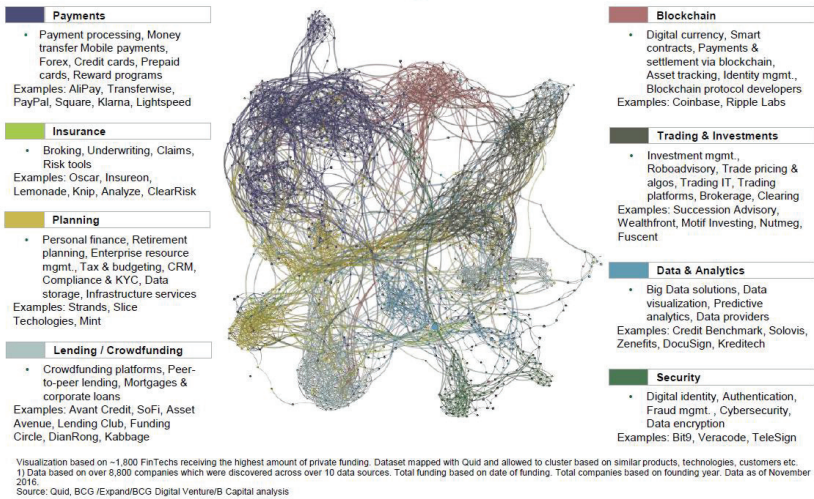 Payments
• Payment processing, Money
transfer Mobile payments,
Forex, Credit cards, Prepaid
cards, Reward programs
Examples: AliPay, Transferwise,
PayPal, Square, Klarna, Lightspeed
Insurance
• Broking, Underwriting, Claims,
Risk tools
Examples: Oscar, Insureon,
Lemonade, Knip, Analyze, ClearRisk
Planning
• Personal finance, Retirement
planning, Enterprise resource
mgmt., Tax & budgeting, CRM,
Compliance & KYC, Data
storage, Infrastructure services
Examples: Strands, Slice
Techologies, Mint
Lending / Crowdfunding
• Crowdfunding platforms, Peer-
to-peer lending, Mortgages &
corporate loans
Examples: Avant Credit, SoFi, Asset
Avenue, Lending Club, Funding
Circle, DianRong, Kabbage
Blockchain
• Digital currency, Smart
contracts, Payments &
settlement via blockchain,
Asset tracking, Identity mgmt.,
Blockchain protocol developers
Examples: Coinbase, Ripple Labs
Trading & Investments
• Investment mgmt.,
Roboadvisory, Trade pricing &
algos, Trading IT, Trading
platforms, Brokerage, Clearing
Examples: Succession Advisory,
Wealthfront, Motif Investing, Nutmeg,
Fuscent
Data & Analytics
• Big Data solutions, Data
visualization, Predictive
analytics, Data providers
Examples: Credit Benchmark, Solovis,
Zenefits, DocuSign, Kreditech
Security
• Digital identity, Authentication,
Fraud mgmt. , Cybersecurity,
Data encryption
Examples: Bit9, Veracode, TeleSign
Visualization based on ~1,800 FinTechs receiving the highest amount of private funding. Dataset mapped with Quid and allowed to cluster based on similar products, technologies, customers etc.
1) Data based on over 8,800 companies which were discovered across over 10 data sources. Total funding based on date of funding. Total companies based on founding year. Data as of November
2016.
Source: Quid, BCG /Expand/BCG Digital Venture/B Capital analysis